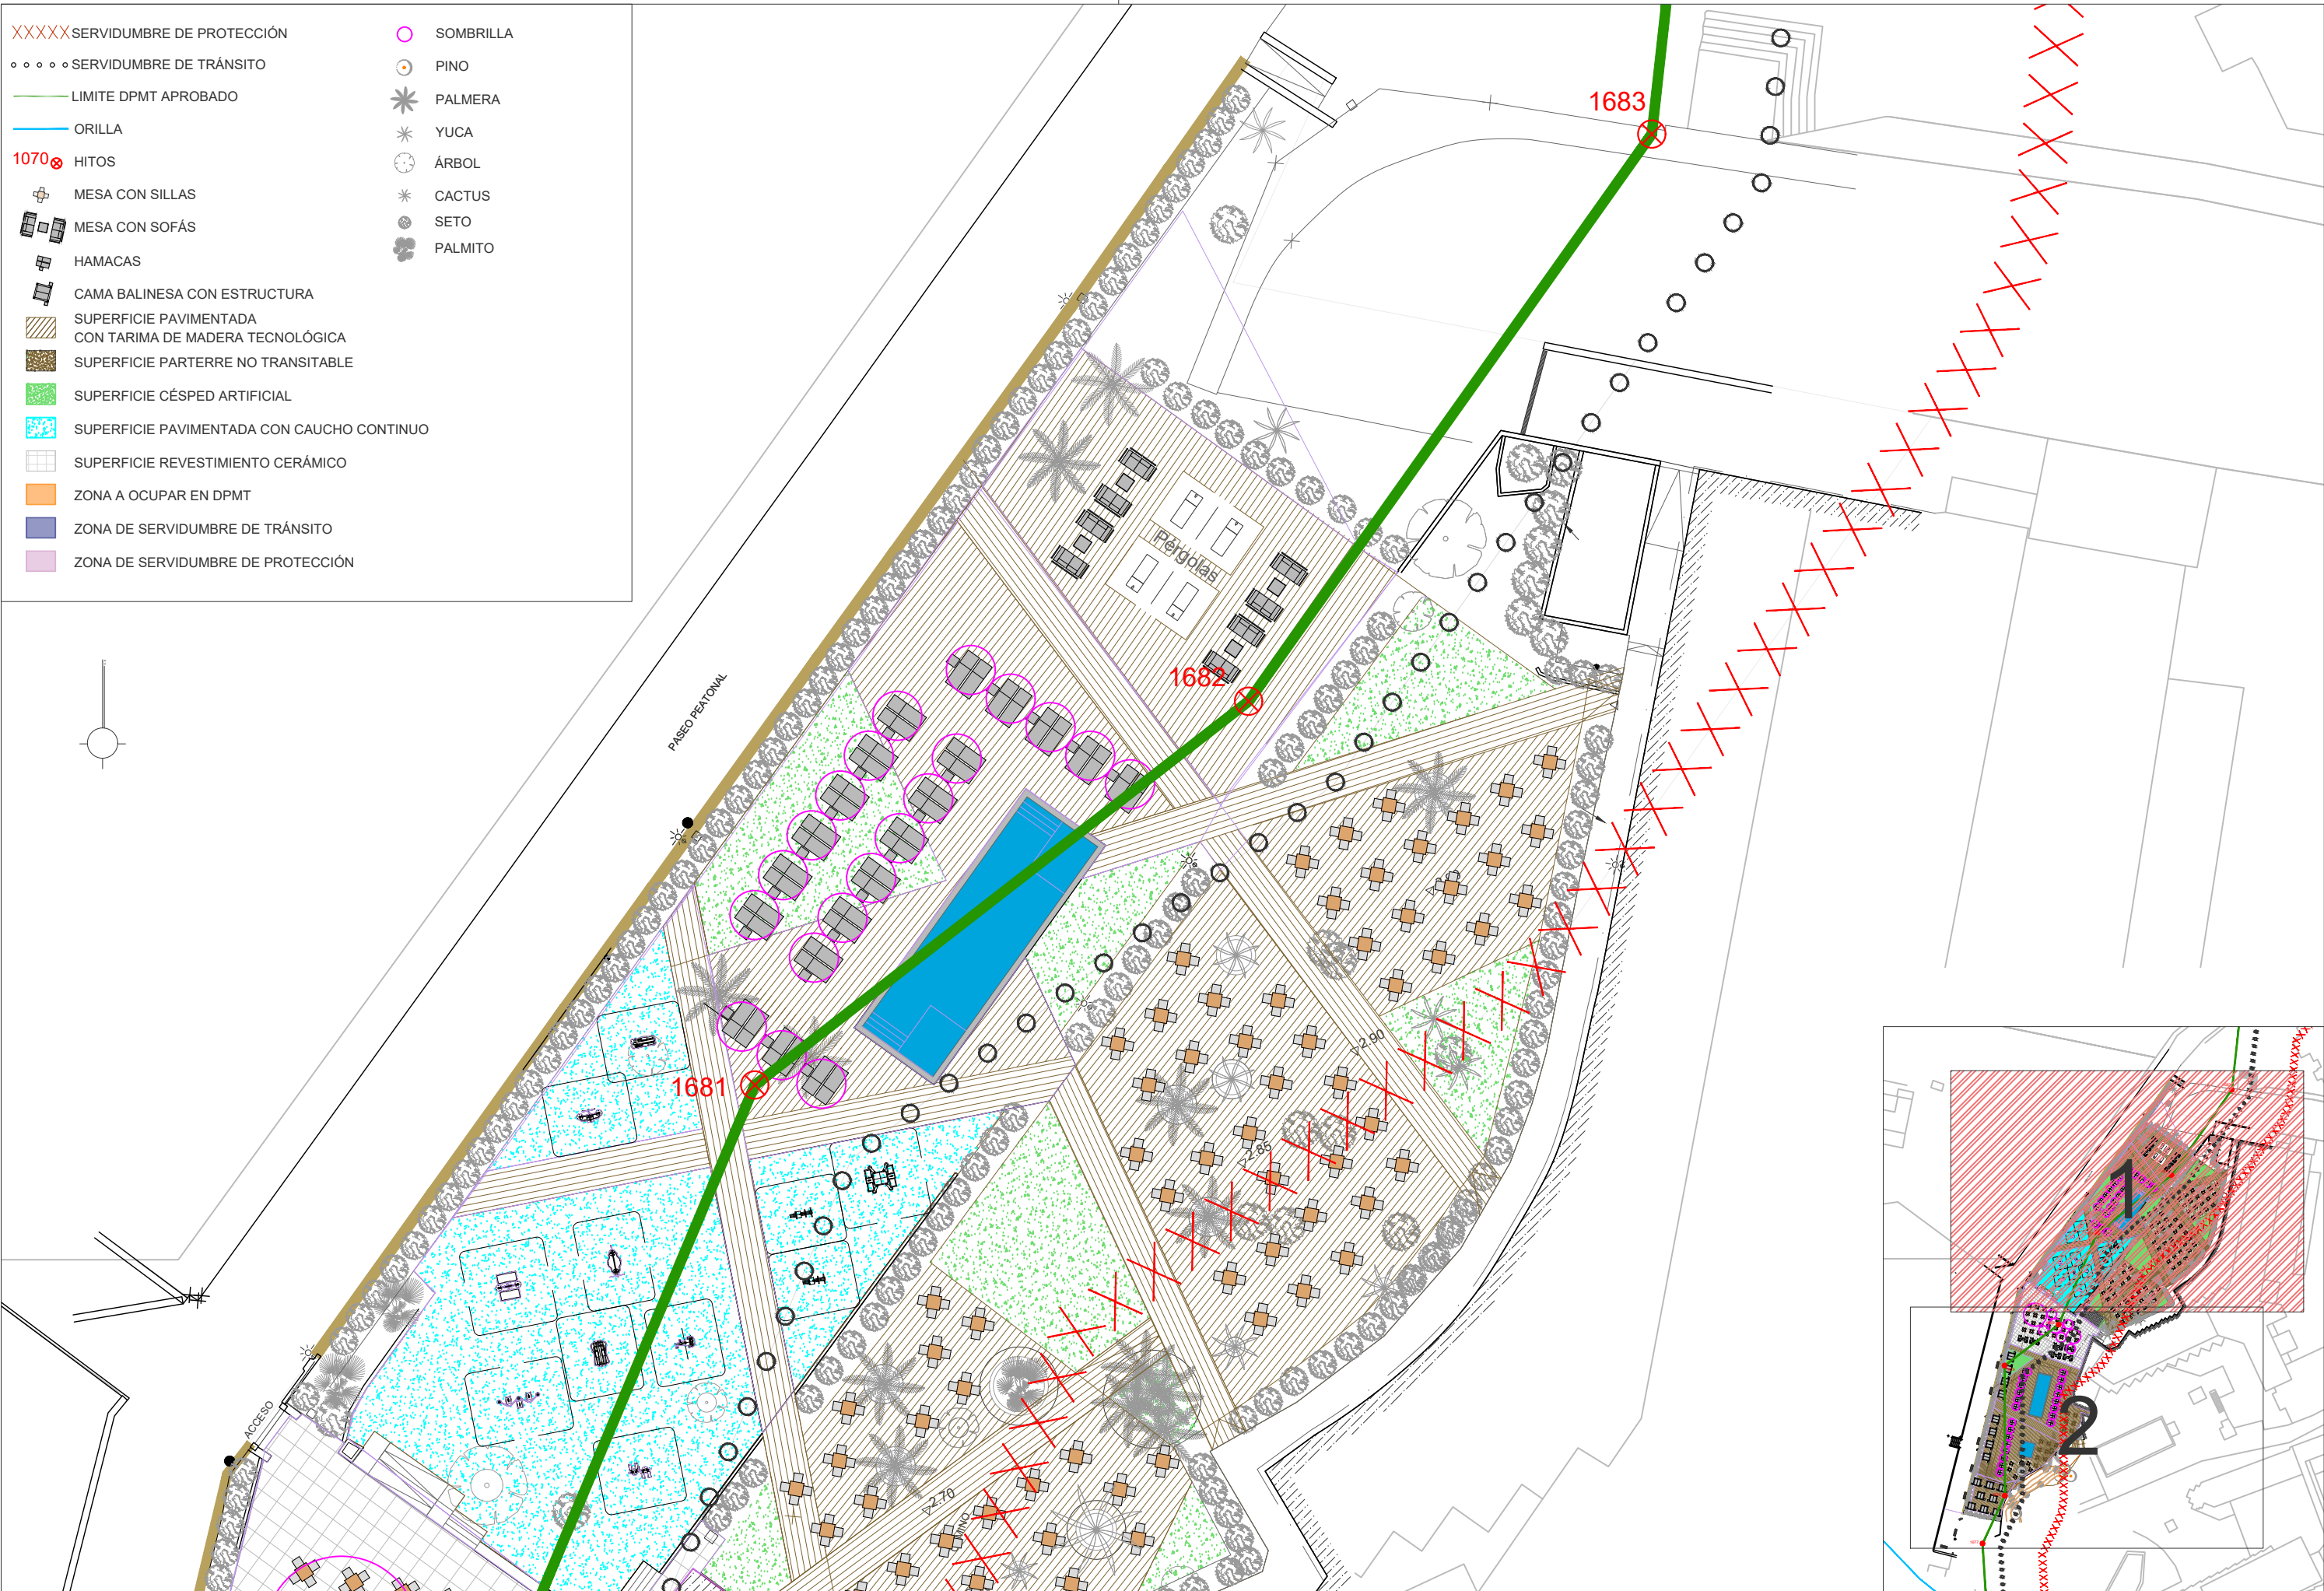 XXXXX SERVIDUMBRE DE PROTECCIÓN
SERVIDUMBRE DE TRÁNSITO
LIMITE DPMT APROBADO
ORILLA
1070 HITOS
MESA CON SILLAS
MESA CON SOFÁS
HAMACAS
CAMA BALINESA CON ESTRUCTURA
SUPERFICIE PAVIMENTADA
CON TARIMA DE MADERA TECNOLÓGICA
SUPERFICIE PARTERRE NO TRANSITABLE
SUPERFICIE CÉSPED ARTIFICIAL
SUPERFICIE PAVIMENTADA CON CAUCHO CONTINUO
SUPERFICIE REVESTIMIENTO CERÁMICO
ZONA A OCUPAR EN DPMT
ZONA DE SERVIDUMBRE DE TRÁNSITO
ZONA DE SERVIDUMBRE DE PROTECCIÓN
SOMBRILLA
PINO
PALMERA
YUCA
ÁRBOL
CACTUS
SETO
PALMITO
1683
Pérgolas
1682
PASEO PEATONAL
2.90
1681
2.85
ACCESO
2.70
1
2